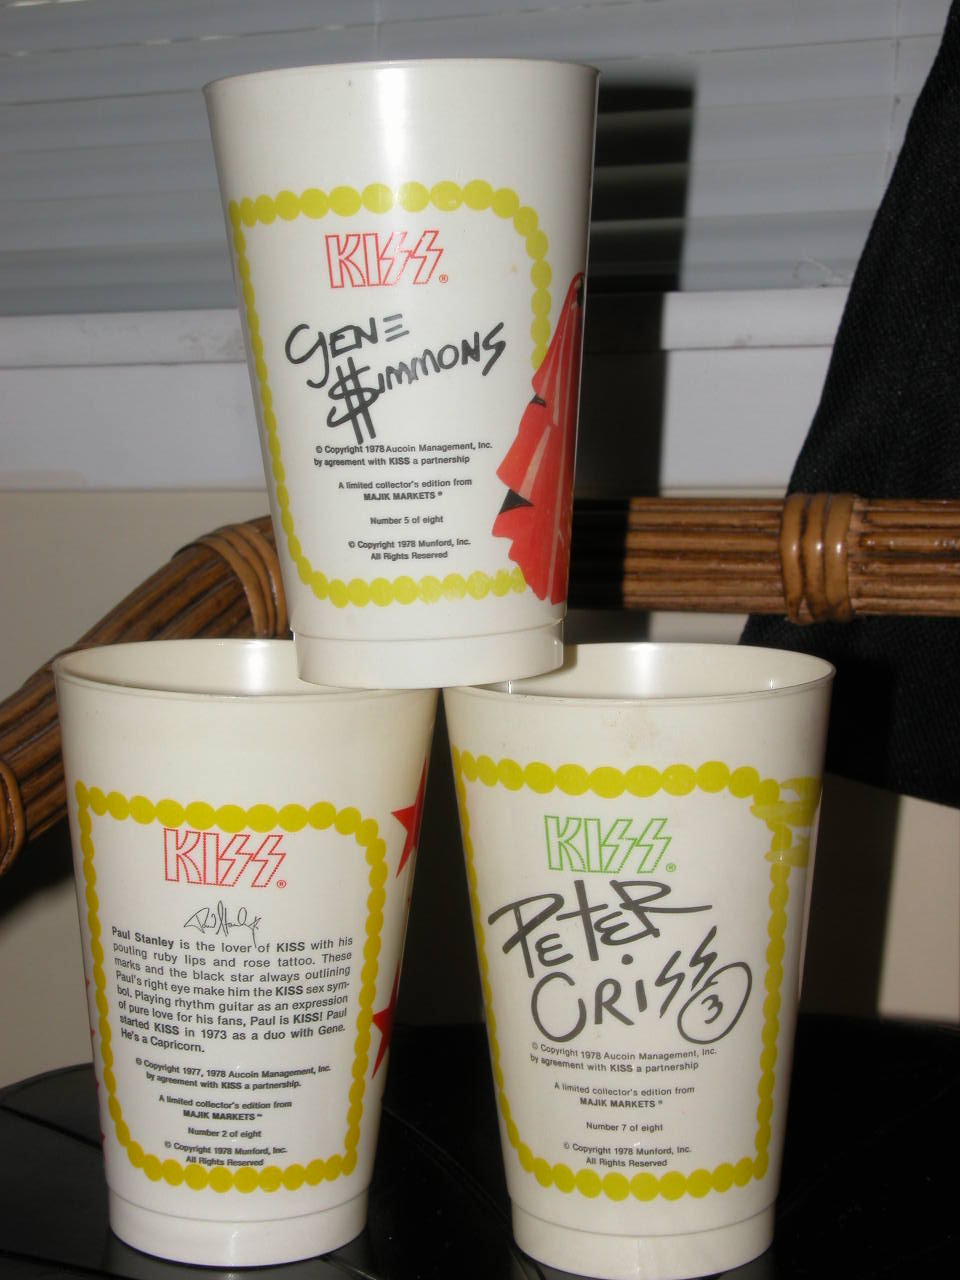 KISS®
GENE
$IMMONS
© Copyright 1978 Aucoin Management, Inc.
by agreement with KISS a partnership
A limited collector's edition from
MAJIK MARKETS®
Number 5 of eight
© Copyright 1978 Munford, Inc.
All Rights Reserved
KISS®
Paul Stanley
Paul Stanley is the lover of KISS with his
pouting ruby lips and rose tattoo. These
marks and the black star always outlining
Paul's right eye make him the KISS sex sym-
bol. Playing rhythm guitar as an expression
of pure love for his fans, Paul is KISS! Paul
started KISS in 1973 as a duo with Gene.
He's a Capricorn.
© Copyright 1977, 1978 Aucoin Management, Inc.
by agreement with KISS a partnership.
A limited collector's edition from
MAJIK MARKETS™
Number 2 of eight
© Copyright 1978 Munford, Inc.
All Rights Reserved
KISS®
PETER
CRISS 3
© Copyright 1978 Aucoin Management, Inc.
by agreement with KISS a partnership
A limited collector's edition from
MAJIK MARKETS®
Number 7 of eight
© Copyright 1978 Munford, Inc.
All Rights Reserved